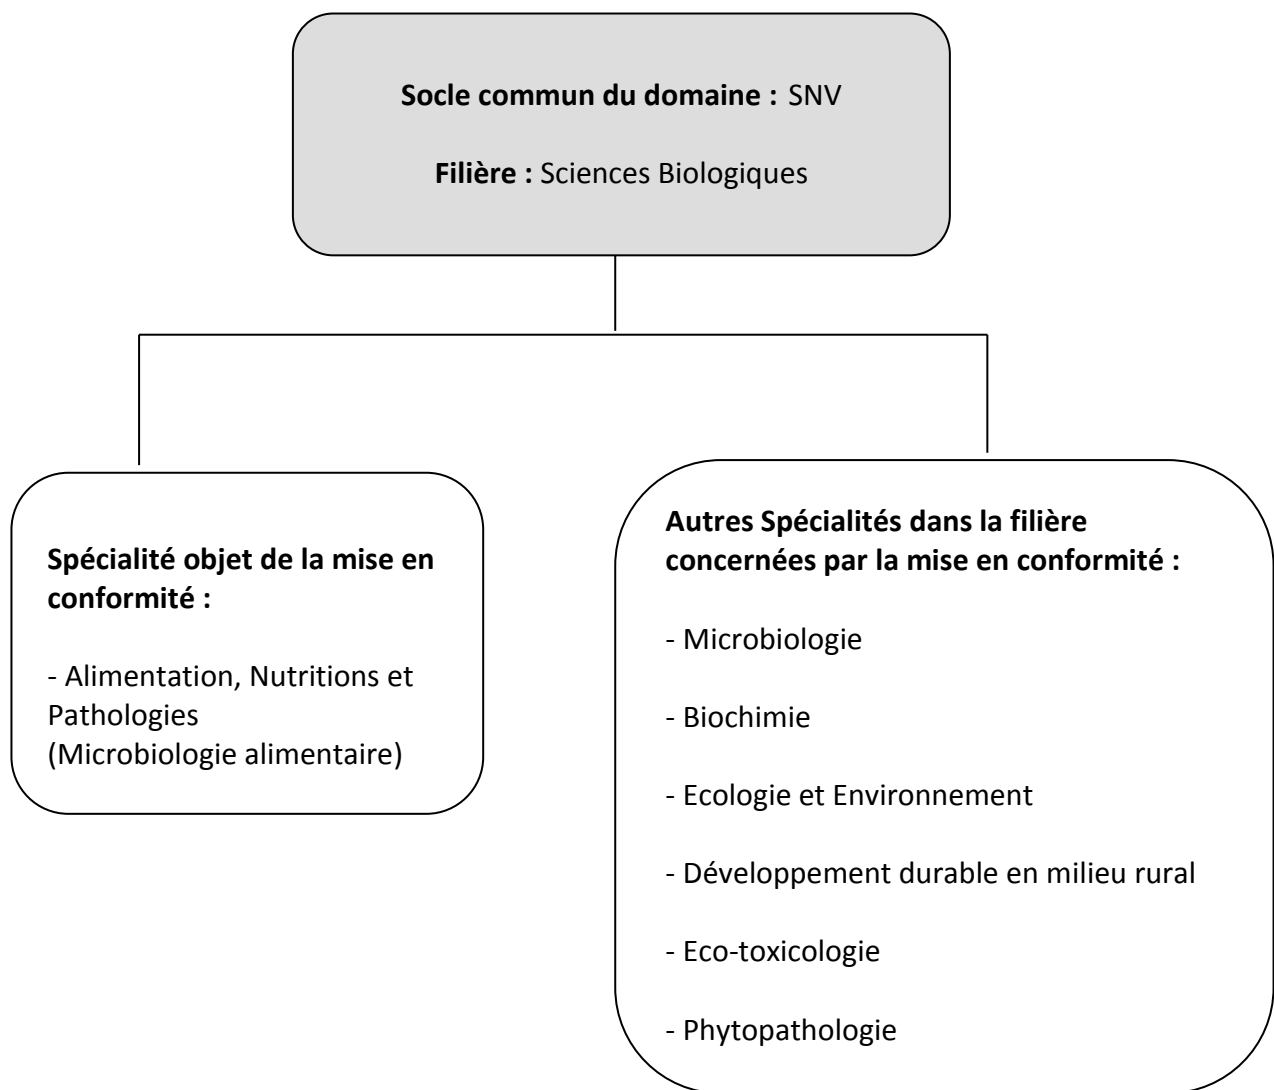 Socle commun du domaine : SNV
Filière : Sciences Biologiques
Spécialité objet de la mise en
conformité :
- Alimentation, Nutritions et
Pathologies
(Microbiologie alimentaire)
Autres Spécialités dans la filière
concernées par la mise en conformité :
- Microbiologie
- Biochimie
- Ecologie et Environnement
- Développement durable en milieu rural
- Eco-toxicologie
- Phytopathologie